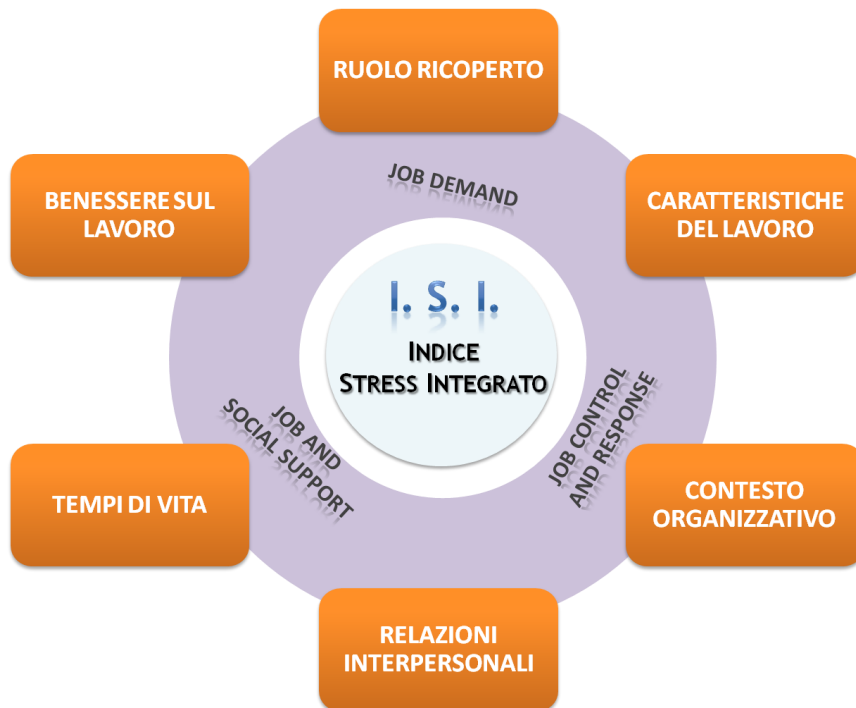 RUOLO RICOPERTO
JOB DEMAND
BENESSERE SUL
LAVORO
CARATTERISTICHE
DEL LAVORO
I. S. I.
INDICE
STRESS INTEGRATO
JOB AND
SOCIAL SUPPORT
JOB CONTROL
AND RESPONSE
TEMPI DI VITA
CONTESTO
ORGANIZZATIVO
RELAZIONI
INTERPERSONALI